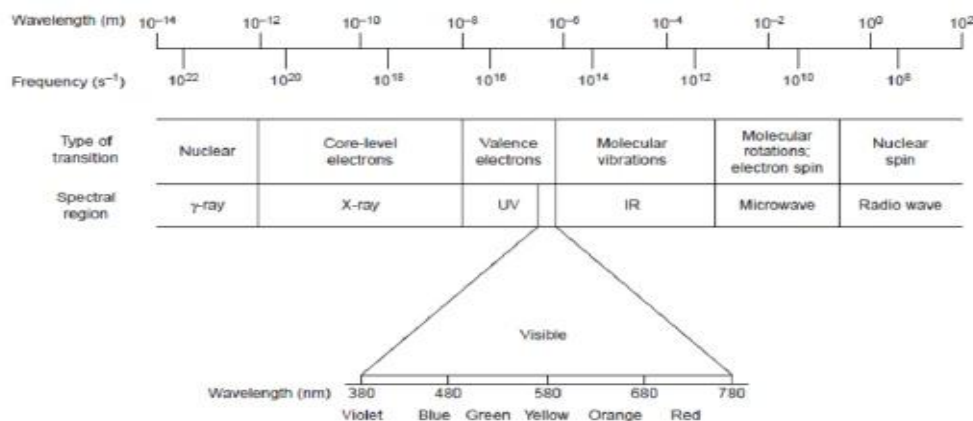 Wavelength (m) 10⁻¹⁴ 10⁻¹² 10⁻¹⁰ 10⁻⁸ 10⁻⁶ 10⁻⁴ 10⁻² 10⁰ 10²
Frequency (s⁻¹) 10²² 10²⁰ 10¹⁸ 10¹⁶ 10¹⁴ 10¹² 10¹⁰ 10⁸
Type of transition Nuclear Core-level electrons Valence electrons Molecular vibrations Molecular rotations; electron spin Nuclear spin
Spectral region γ-ray X-ray UV IR Microwave Radio wave
Visible
Wavelength (nm) 380 480 580 680 780
Violet Blue Green Yellow Orange Red